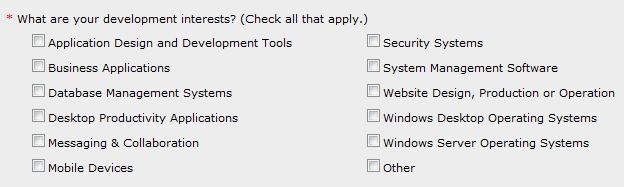 * What are your development interests? (Check all that apply.)
Application Design and Development Tools
Business Applications
Database Management Systems
Desktop Productivity Applications
Messaging & Collaboration
Mobile Devices
Security Systems
System Management Software
Website Design, Production or Operation
Windows Desktop Operating Systems
Windows Server Operating Systems
Other